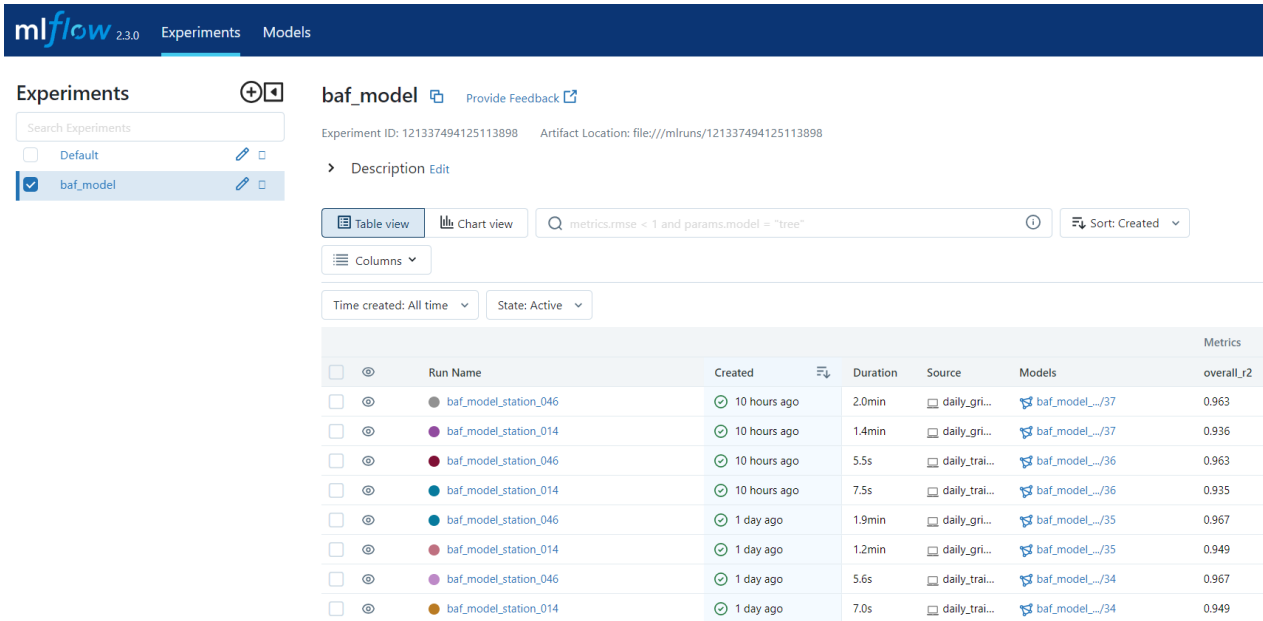 mlflow 2.3.0 Experiments Models
Experiments
Search Experiments
Default
baf_model
baf_model Provide Feedback
Experiment ID: 121337494125113898 Artifact Location: file:///mlruns/121337494125113898
Description Edit
Table view Chart view metrics.rmse < 1 and params.model = "tree" Sort: Created
Columns
Time created: All time State: Active
Metrics
Run Name Created Duration Source Models overall_r2
baf_model_station_046 10 hours ago 2.0min daily_gri... baf_model_.../37 0.963
baf_model_station_014 10 hours ago 1.4min daily_gri... baf_model_.../37 0.936
baf_model_station_046 10 hours ago 5.5s daily_trai... baf_model_.../36 0.963
baf_model_station_014 10 hours ago 7.5s daily_trai... baf_model_.../36 0.935
baf_model_station_046 1 day ago 1.9min daily_gri... baf_model_.../35 0.967
baf_model_station_014 1 day ago 1.2min daily_gri... baf_model_.../35 0.949
baf_model_station_046 1 day ago 5.6s daily_trai... baf_model_.../34 0.967
baf_model_station_014 1 day ago 7.0s daily_trai... baf_model_.../34 0.949